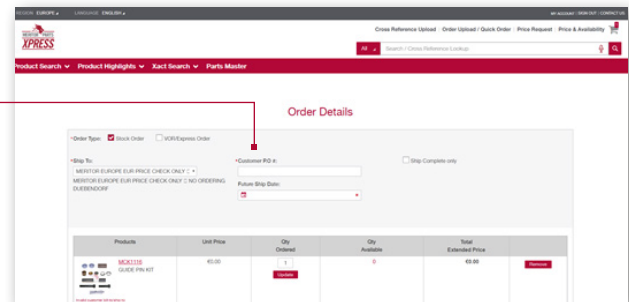 REGION EUROPE LANGUAGE ENGLISH MY ACCOUNT | SIGN OUT | CONTACT US
MERITOR PARTS
XPRESS
Cross Reference Upload Order Upload / Quick Order Price Request Price & Availability
All Search / Cross Reference Lookup
Product Search Product Highlights Xact Search Parts Master
Order Details
*Order Type: Stock Order VOR/Express Order
*Ship To: *Customer P.O #: Ship Complete only
MERITOR EUROPE EUR PRICE CHECK ONLY
MERITOR EUROPE EUR PRICE CHECK ONLY :: NO ORDERING
DUEBENDORF
Future Ship Date:
Products Unit Price Qty Ordered Qty Available Total Extended Price
MCK1116 €0.00 1 0 €0.00 Remove
GUIDE PIN KIT
Update